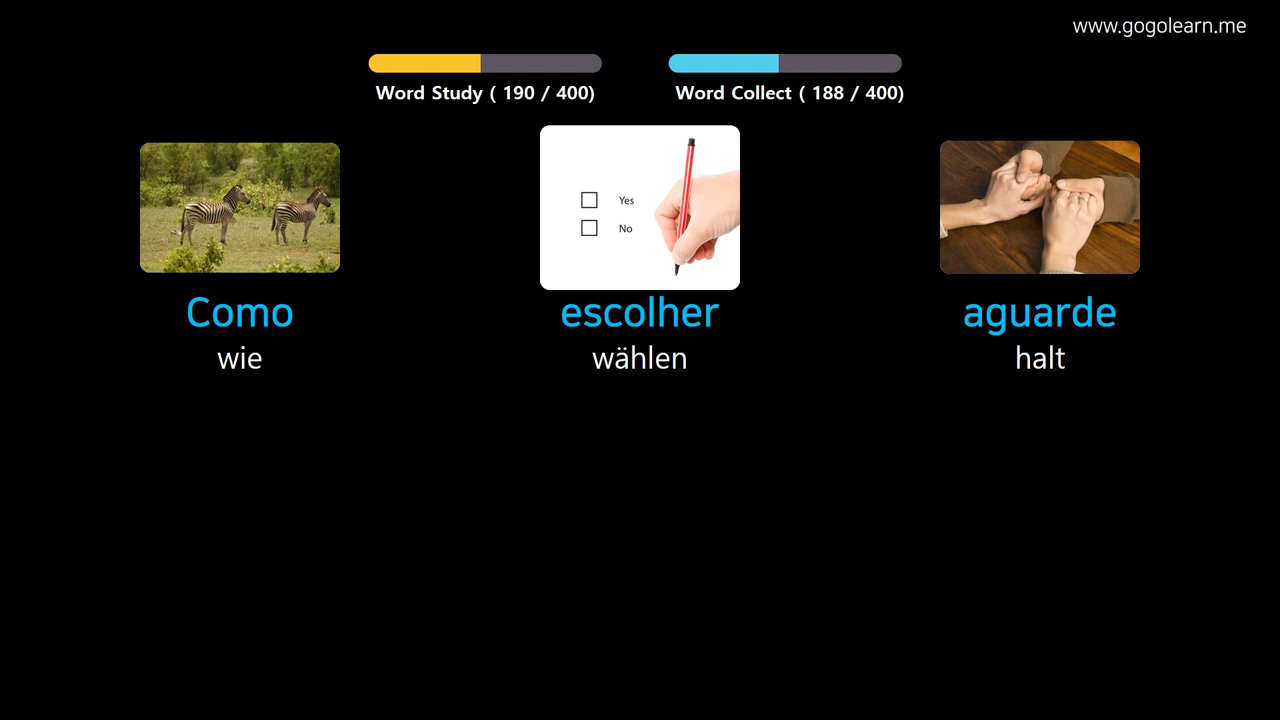 www.gogolearn.me
Word Study ( 190 / 400)
Word Collect ( 188 / 400)
Yes
No
Como
escolher
aguarde
wie
wählen
halt